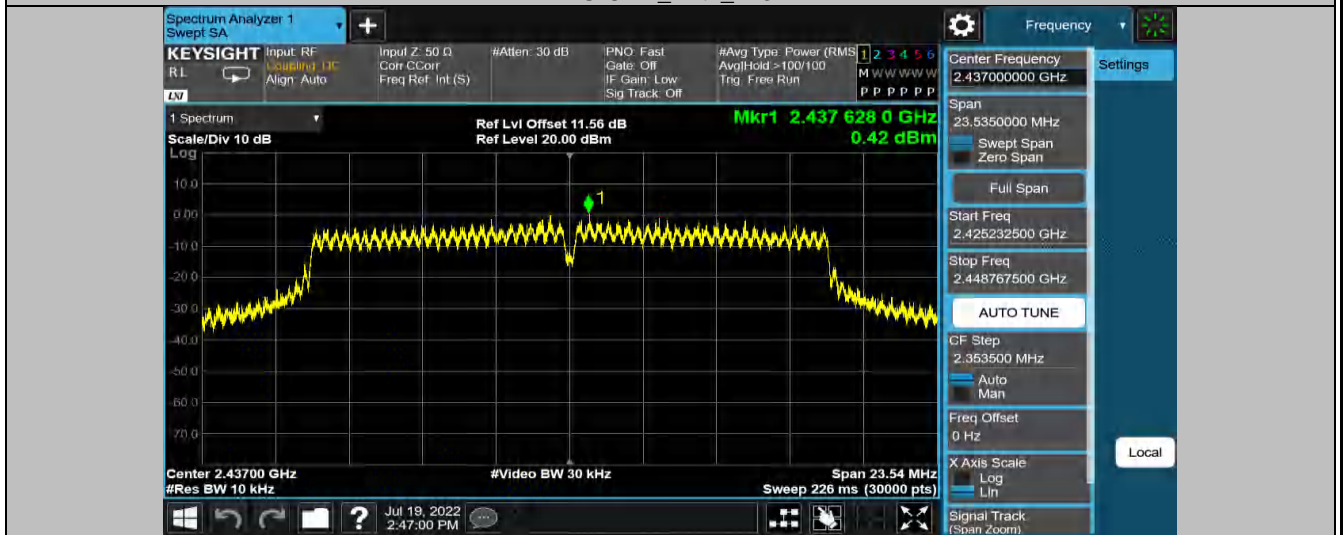 Spectrum Analyzer 1
Swept SA
+
Frequency
KEYSIGHT
RL
LXI
Input: RF
Coupling: DC
Align: Auto
Input Z: 50 Ω
Corr CCorr
Freq Ref: Int (S)
#Atten: 30 dB
PNO: Fast
Gate: Off
IF Gain: Low
Sig Track: Off
#Avg Type: Power (RMS
Avg|Hold >100/100
Trig: Free Run
1 2 3 4 5 6
M W W W W W
P P P P P P
Center Frequency
2.437000000 GHz
Settings
Span
23.5350000 MHz
Swept Span
Zero Span
Full Span
Start Freq
2.425232500 GHz
Stop Freq
2.448767500 GHz
AUTO TUNE
CF Step
2.353500 MHz
Auto
Man
Freq Offset
0 Hz
X Axis Scale
Log
Lin
Signal Track
(Span Zoom)
Local
1 Spectrum
Scale/Div 10 dB
Log
Ref Lvl Offset 11.56 dB
Ref Level 20.00 dBm
Mkr1 2.437 628 0 GHz
0.42 dBm
1
10.0
0.00
-10.0
-20.0
-30.0
-40.0
-50.0
-60.0
-70.0
Center 2.43700 GHz
#Res BW 10 kHz
#Video BW 30 kHz
Span 23.54 MHz
Sweep 226 ms (30000 pts)
?
Jul 19, 2022
2:47:00 PM